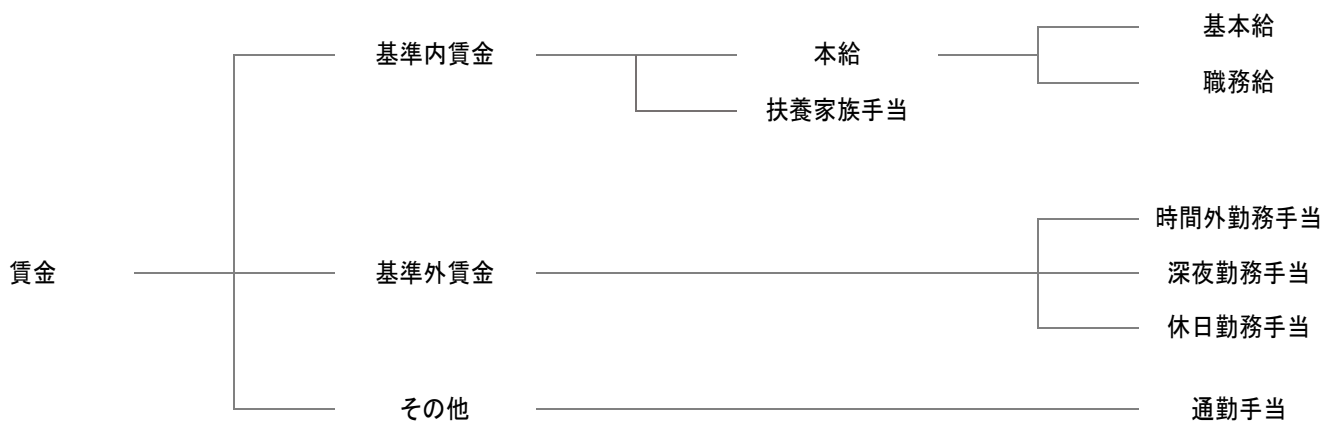 賃金
基準内賃金
本給
基本給
職務給
扶養家族手当
基準外賃金
時間外勤務手当
深夜勤務手当
休日勤務手当
その他
通勤手当